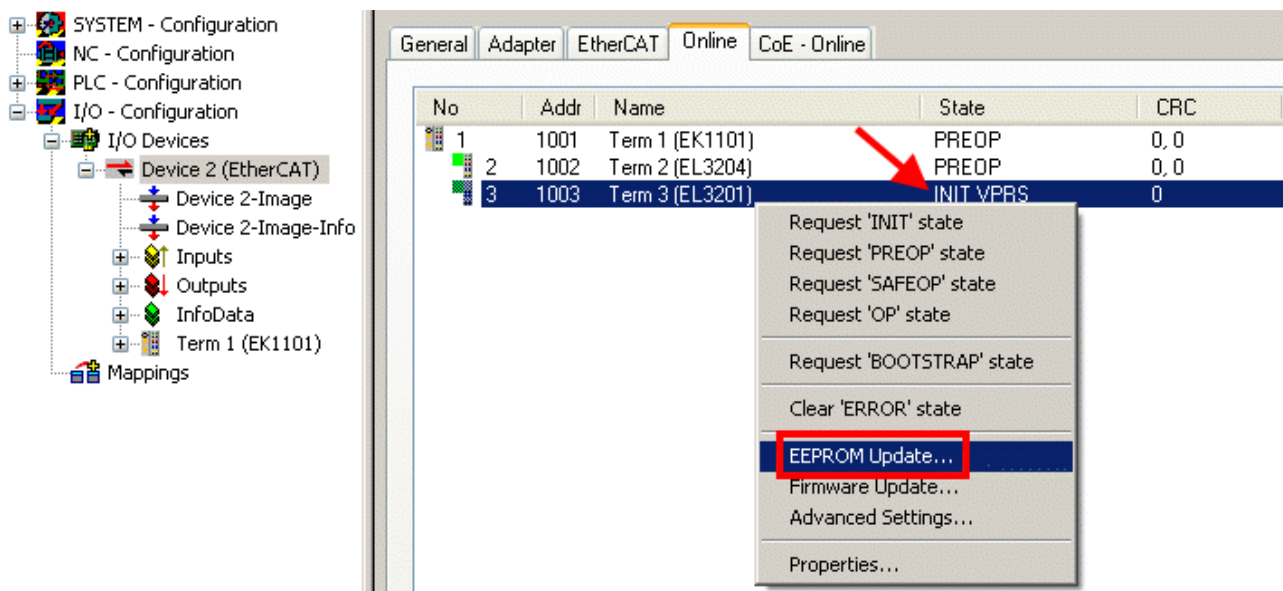 SYSTEM - Configuration
NC - Configuration
PLC - Configuration
I/O - Configuration
I/O Devices
Device 2 (EtherCAT)
Device 2-Image
Device 2-Image-Info
Inputs
Outputs
InfoData
Term 1 (EK1101)
Mappings
General Adapter EtherCAT Online CoE - Online
No Addr Name State CRC
1 1001 Term 1 (EK1101) PREOP 0, 0
2 1002 Term 2 (EL3204) PREOP 0, 0
3 1003 Term 3 (EL3201) INIT VPRS 0
Request 'INIT' state
Request 'PREOP' state
Request 'SAFEOP' state
Request 'OP' state
Request 'BOOTSTRAP' state
Clear 'ERROR' state
EEPROM Update...
Firmware Update...
Advanced Settings...
Properties...